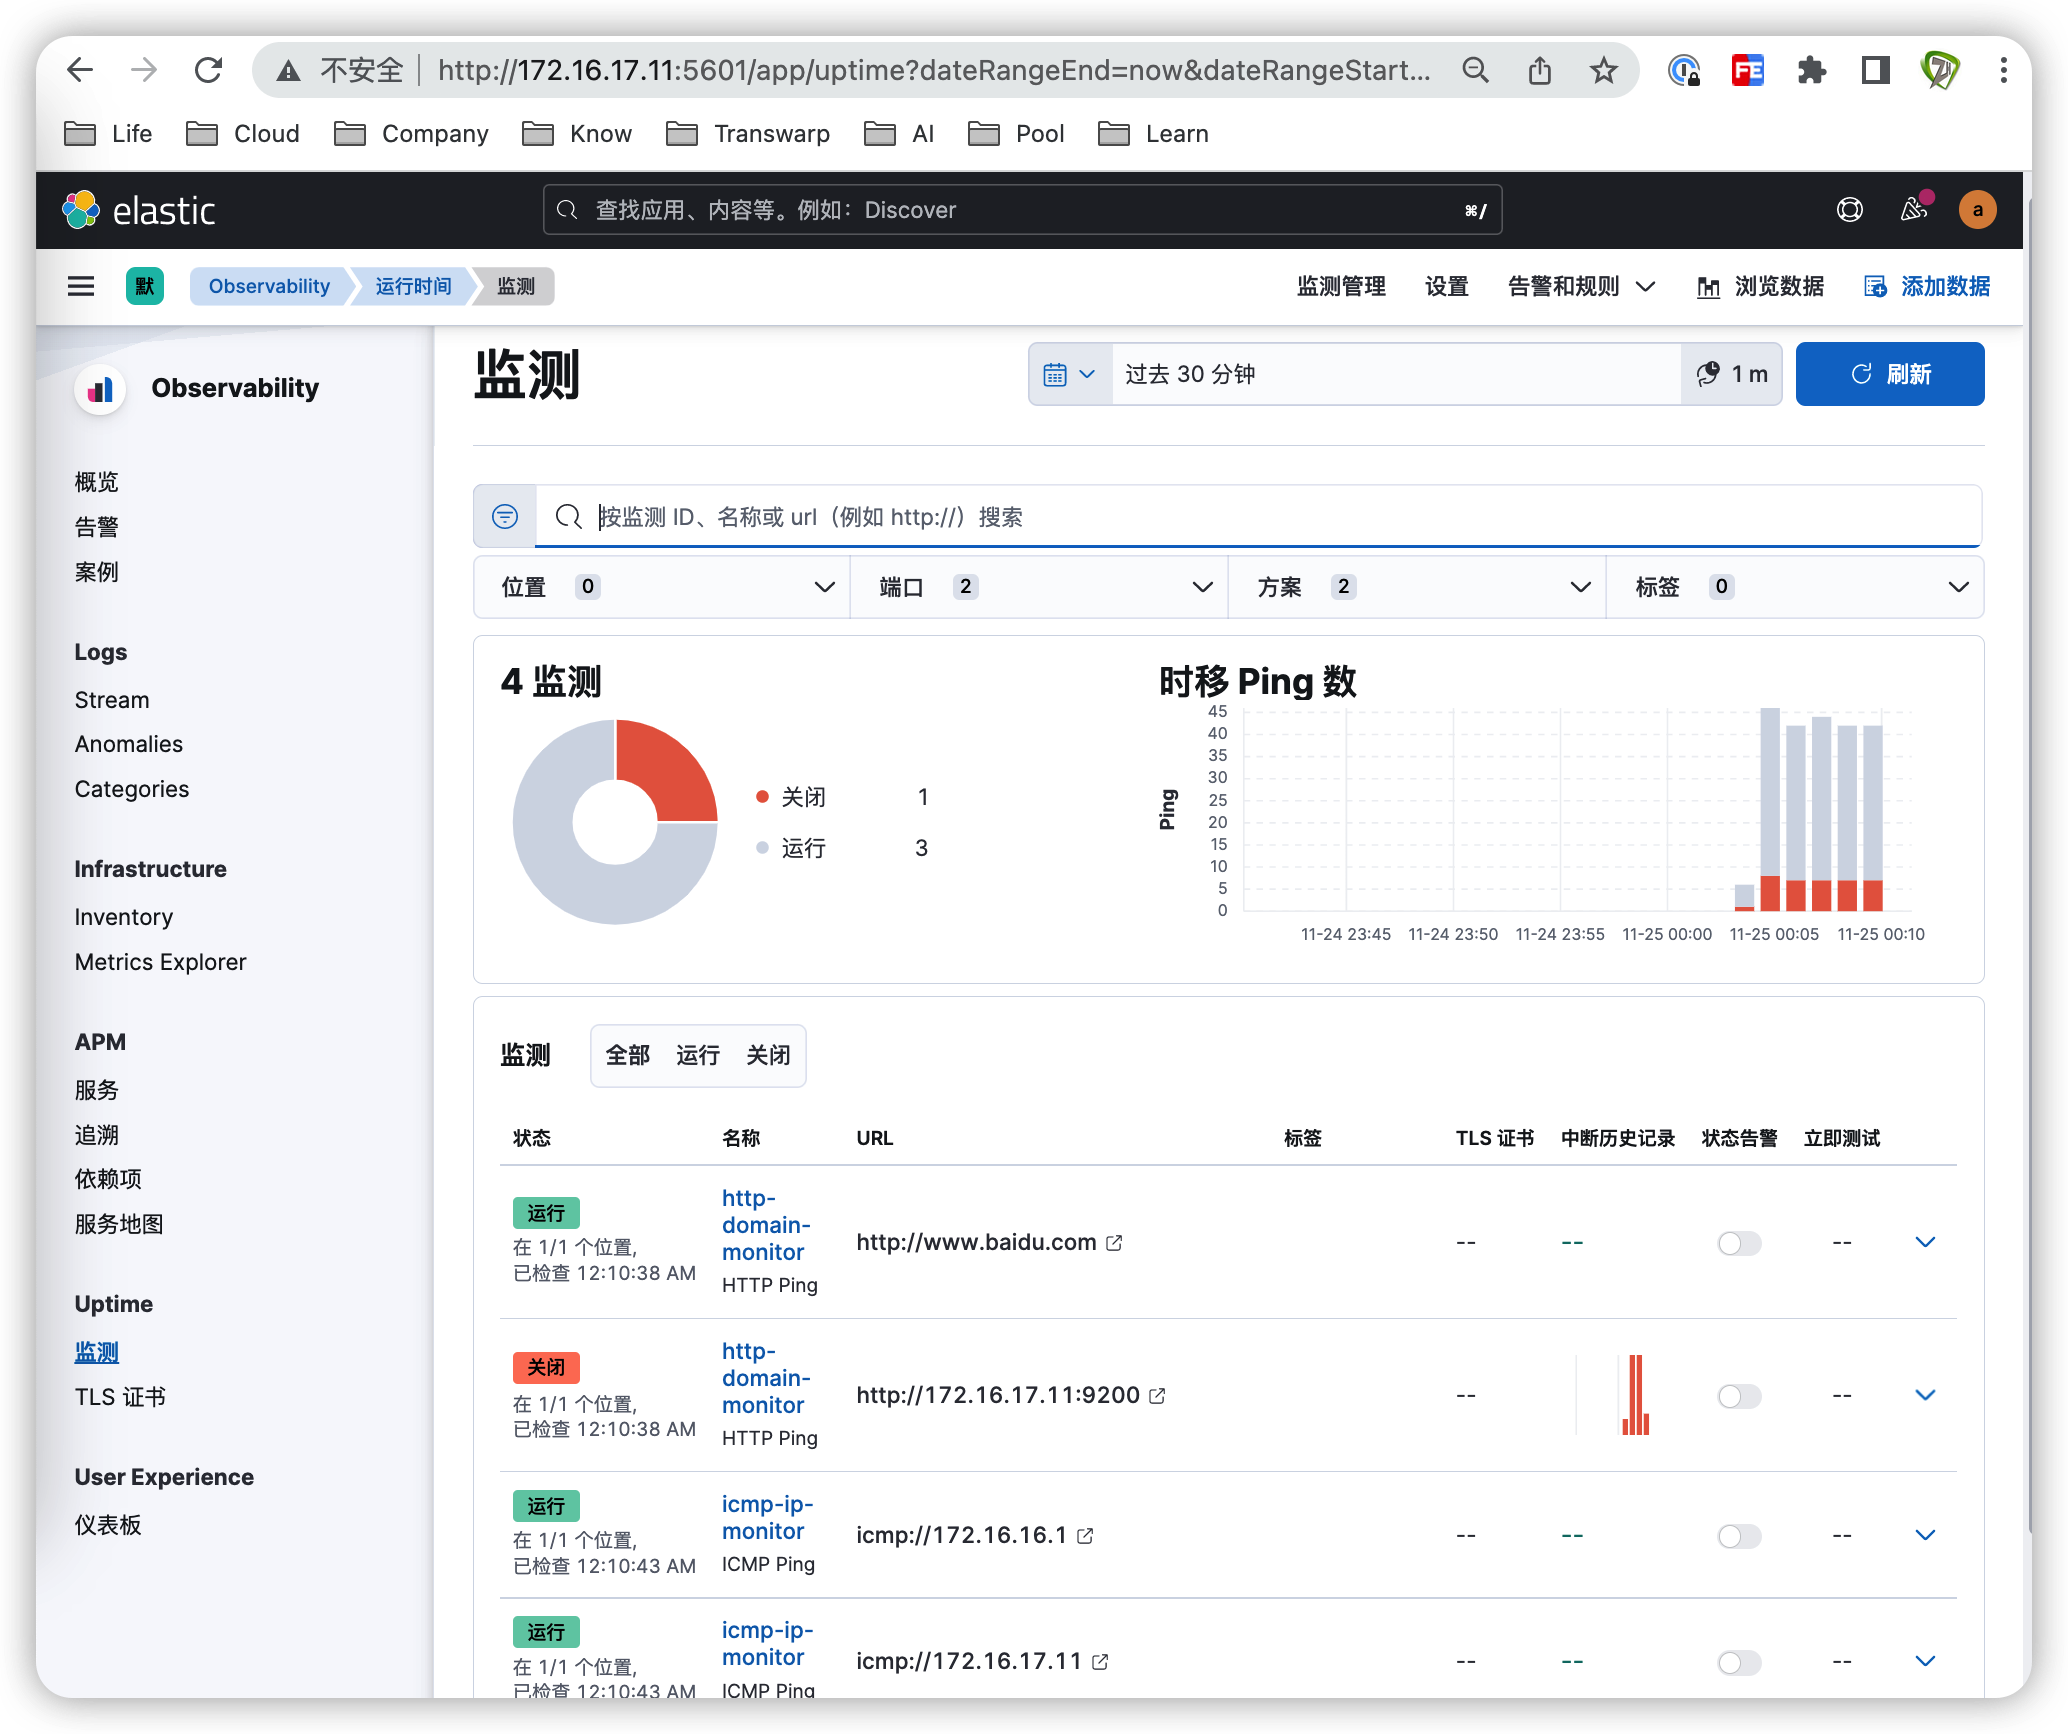 不安全 http://172.16.17.11:5601/app/uptime?dateRangeEnd=now&dateRangeStart...
Life Cloud Company Know Transwarp AI Pool Learn
elastic 查找应用、内容等。例如：Discover ⌘/ a
默 Observability 运行时间 监测 监测管理 设置 告警和规则 浏览数据 添加数据
Observability
概览
告警
案例
Logs
Stream
Anomalies
Categories
Infrastructure
Inventory
Metrics Explorer
APM
服务
追溯
依赖项
服务地图
Uptime
监测
TLS 证书
User Experience
仪表板
监测 过去 30 分钟 1 m 刷新
按监测 ID、名称或 url（例如 http://）搜索
位置 0 端口 2 方案 2 标签 0
4 监测
关闭 1
运行 3
时移 Ping 数
Ping
45
40
35
30
25
20
15
10
5
0
11-24 23:45 11-24 23:50 11-24 23:55 11-25 00:00 11-25 00:05 11-25 00:10
监测 全部 运行 关闭
状态 名称 URL 标签 TLS 证书 中断历史记录 状态告警 立即测试
运行
在 1/1 个位置,
已检查 12:10:38 AM
http-
domain-
monitor
HTTP Ping
http://www.baidu.com -- -- --
关闭
在 1/1 个位置,
已检查 12:10:38 AM
http-
domain-
monitor
HTTP Ping
http://172.16.17.11:9200 -- --
运行
在 1/1 个位置,
已检查 12:10:43 AM
icmp-ip-
monitor
ICMP Ping
icmp://172.16.16.1 -- -- --
运行
在 1/1 个位置,
已检查 12:10:43 AM
icmp-ip-
monitor
ICMP Ping
icmp://172.16.17.11 -- -- --